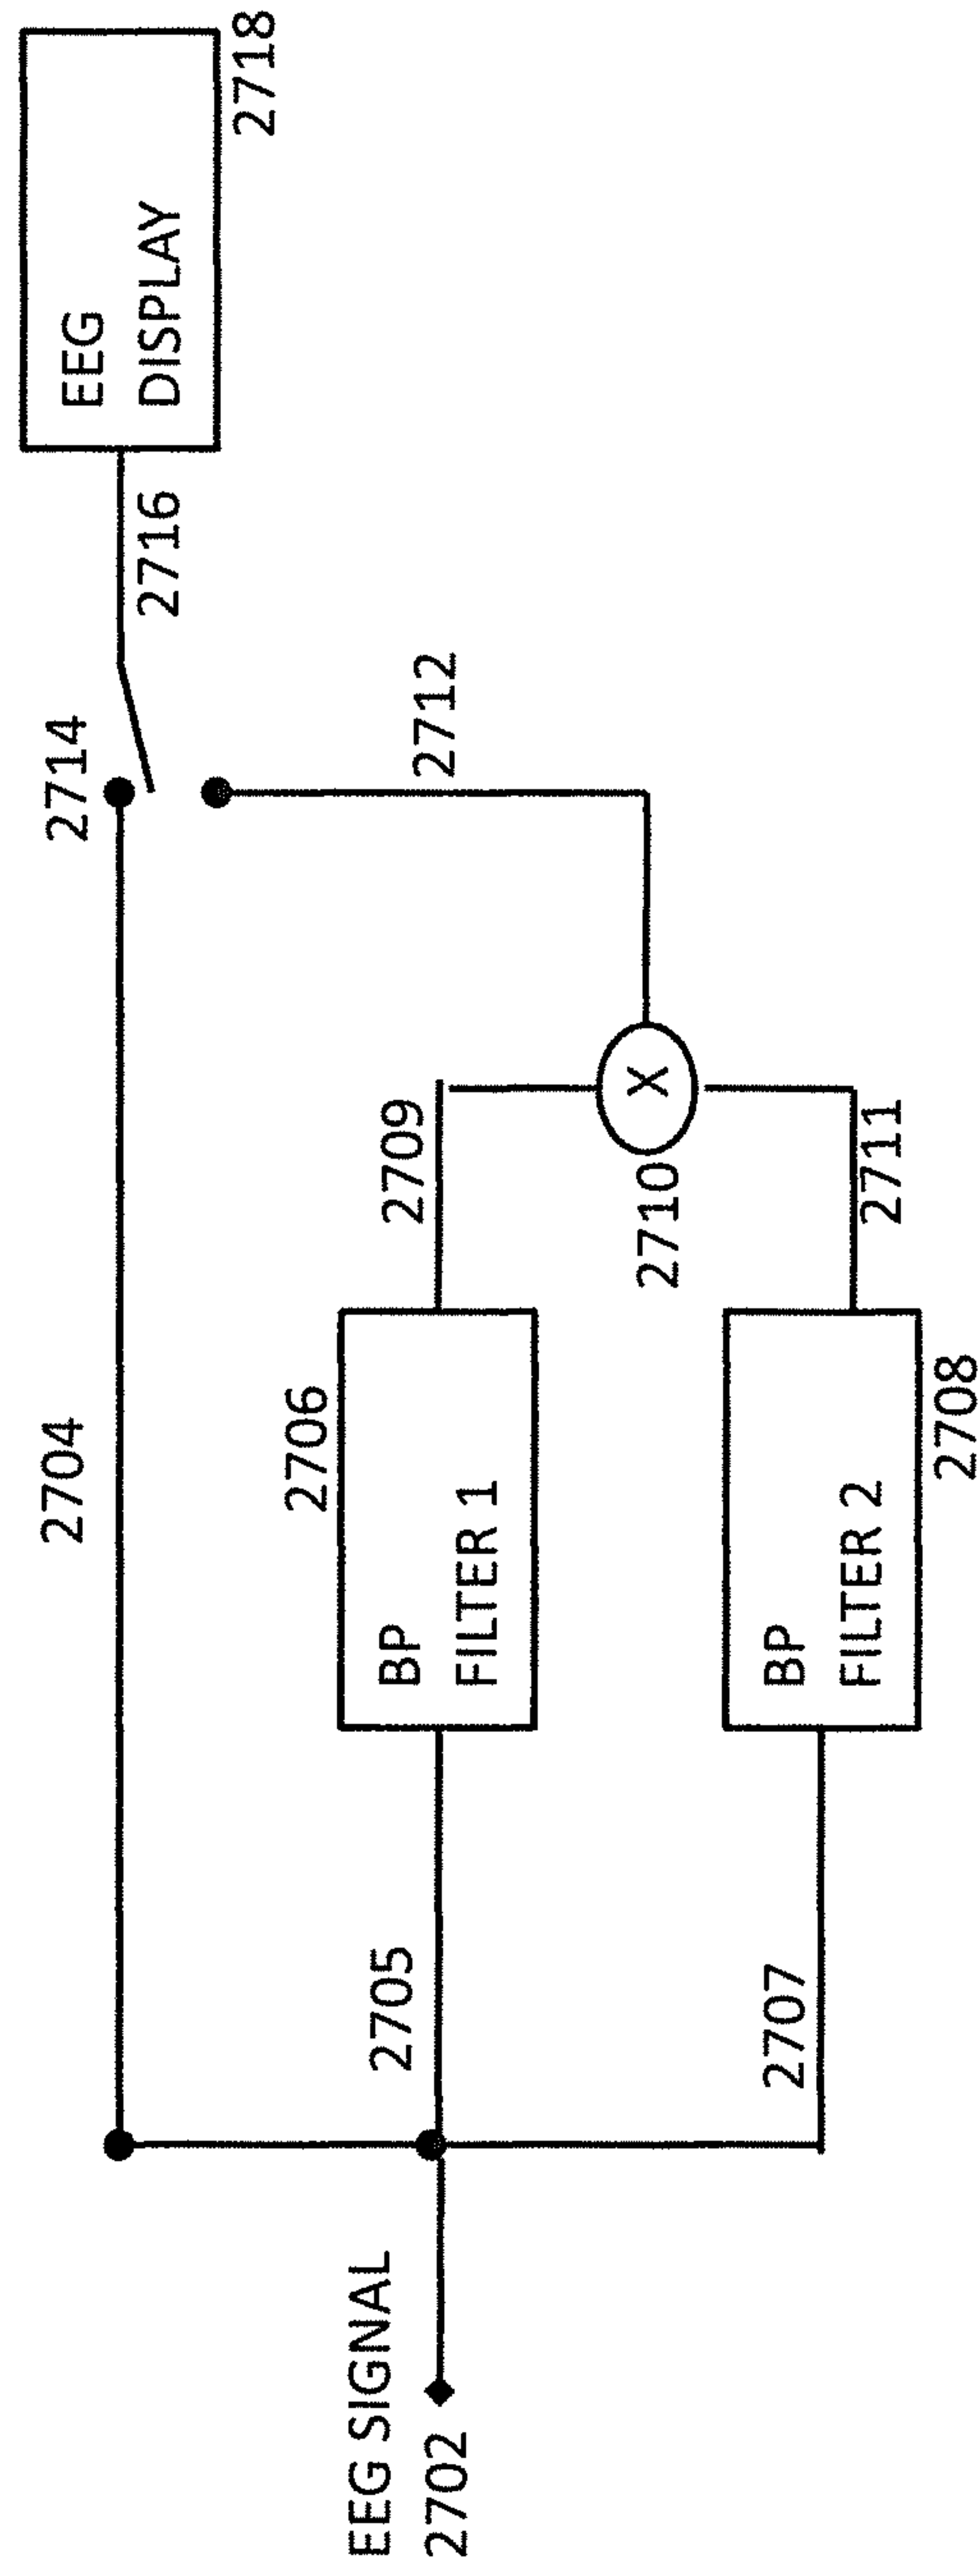 EEG SIGNAL
2702
2704
2705
2707
2706
BP
FILTER 1
BP
FILTER 2
2708
2709
2710
2711
2712
2714
2716
EEG
DISPLAY
2718